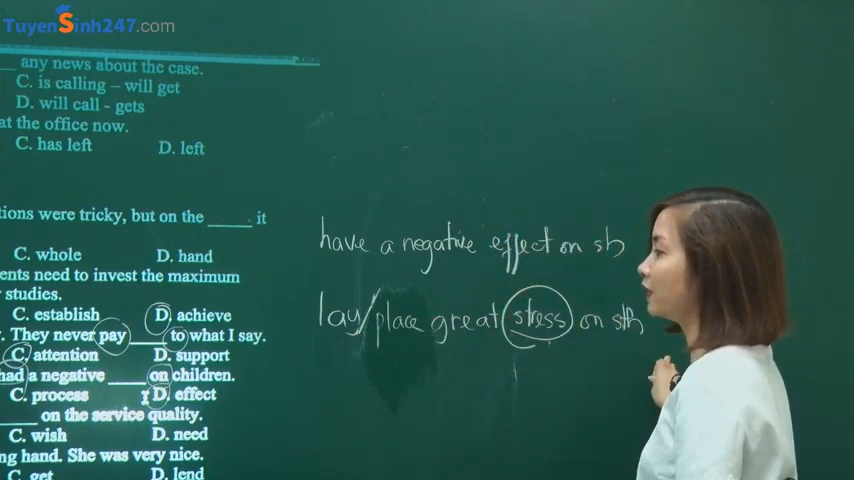 TuyenSinh247.com
___ any news about the case.
C. is calling – will get
D. will call - gets
at the office now.
C. has left D. left
tions were tricky, but on the _____ it
C. whole D. hand
ents need to invest the maximum
studies.
C. establish D. achieve
. They never pay _____ to what I say.
C. attention D. support
had a negative _____ on children.
C. process D. effect
_____ on the service quality.
C. wish D. need
ng hand. She was very nice.
C. get D. lend
have a negative effect on sb
lay/place great stress on sth